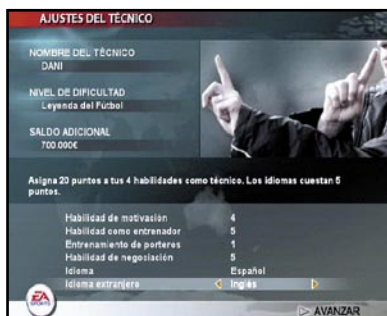 AJUSTES DEL TÉCNICO
NOMBRE DEL TÉCNICO
DANI
NIVEL DE DIFICULTAD
Leyenda del Fútbol
SALDO ADICIONAL
700.000€
Asigna 20 puntos a tus 4 habilidades como técnico. Los idiomas cuestan 5
puntos.
Habilidad de motivación 4
Habilidad como entrenador 5
Entrenamiento de porteros 1
Habilidad de negociación 5
Idioma Español
Idioma extranjero Inglés
EA
SPORTS
AVANZAR